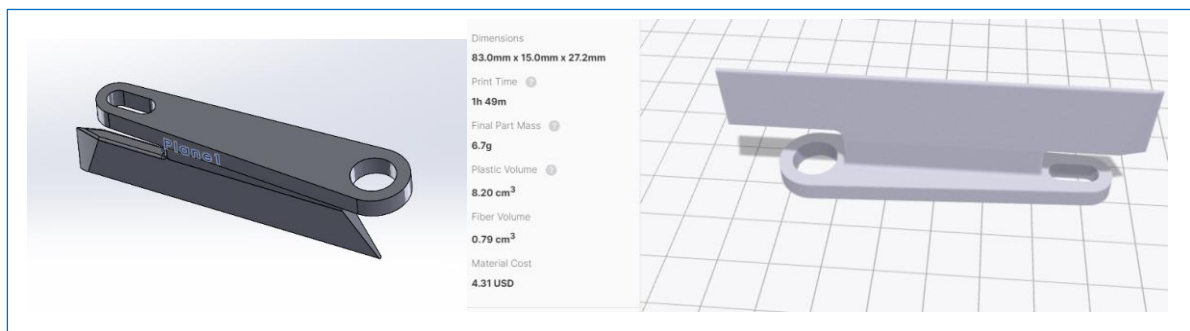 Plane1
Dimensions
83.0mm x 15.0mm x 27.2mm
Print Time ?
1h 49m
Final Part Mass ?
6.7g
Plastic Volume ?
8.20 cm³
Fiber Volume
0.79 cm³
Material Cost
4.31 USD